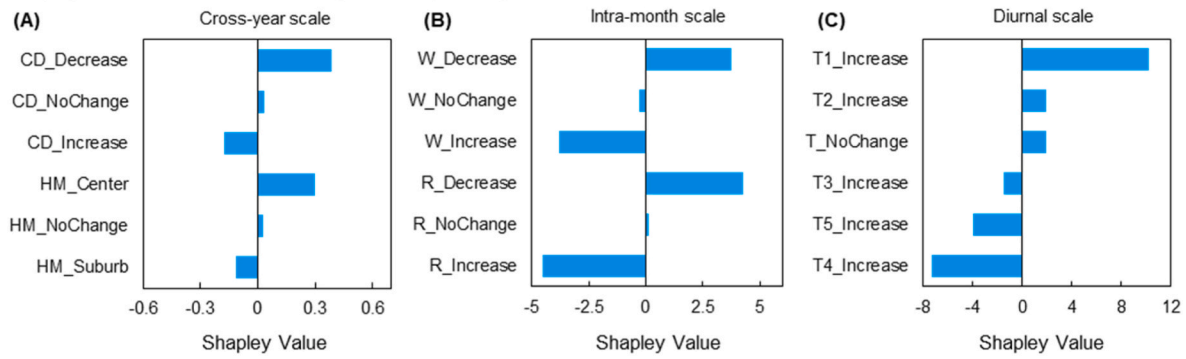 (A) Cross-year scale
CD_Decrease
CD_NoChange
CD_Increase
HM_Center
HM_NoChange
HM_Suburb
-0.6 -0.3 0 0.3 0.6
Shapley Value
(B) Intra-month scale
W_Decrease
W_NoChange
W_Increase
R_Decrease
R_NoChange
R_Increase
-5 -2.5 0 2.5 5
Shapley Value
(C) Diurnal scale
T1_Increase
T2_Increase
T_NoChange
T3_Increase
T5_Increase
T4_Increase
-8 -4 0 4 8 12
Shapley Value